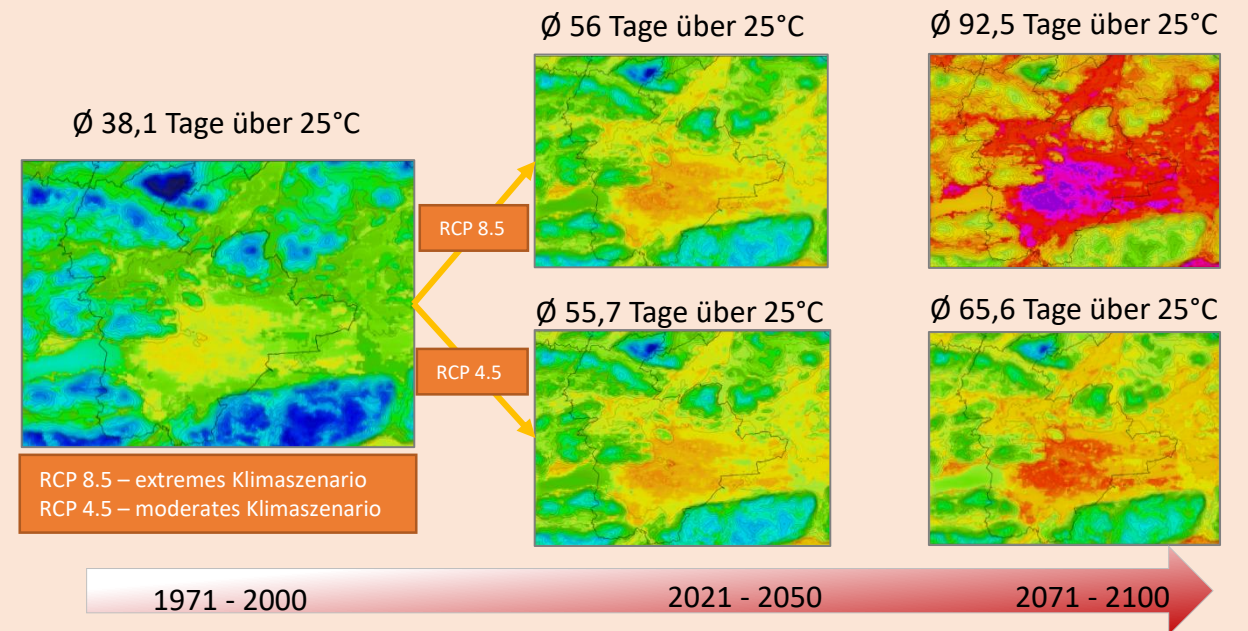 Ø 38,1 Tage über 25°C
Ø 56 Tage über 25°C
Ø 92,5 Tage über 25°C
RCP 8.5
RCP 4.5
Ø 55,7 Tage über 25°C
Ø 65,6 Tage über 25°C
RCP 8.5 – extremes Klimaszenario
RCP 4.5 – moderates Klimaszenario
1971 - 2000
2021 - 2050
2071 - 2100